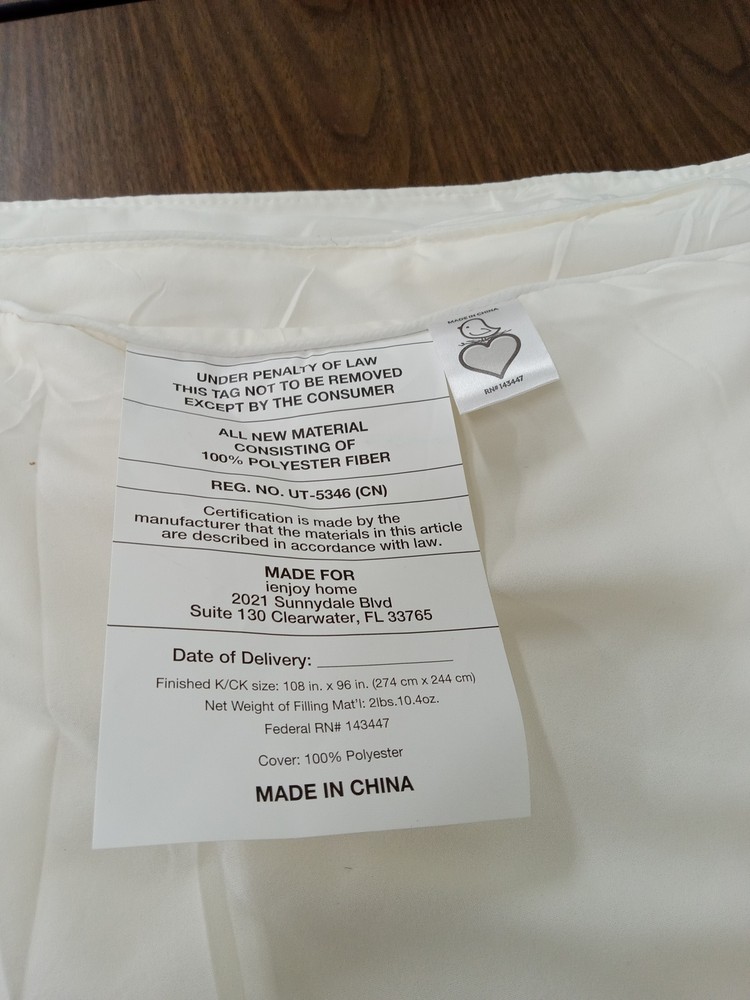 MADE IN CHINA
RN# 143447
UNDER PENALTY OF LAW
THIS TAG NOT TO BE REMOVED
EXCEPT BY THE CONSUMER
ALL NEW MATERIAL
CONSISTING OF
100% POLYESTER FIBER
REG. NO. UT-5346 (CN)
Certification is made by the
manufacturer that the materials in this article
are described in accordance with law.
MADE FOR
ienjoy home
2021 Sunnydale Blvd
Suite 130 Clearwater, FL 33765
Date of Delivery: ____________
Finished K/CK size: 108 in. x 96 in. (274 cm x 244 cm)
Net Weight of Filling Mat'l: 2lbs.10.4oz.
Federal RN# 143447
Cover: 100% Polyester
MADE IN CHINA